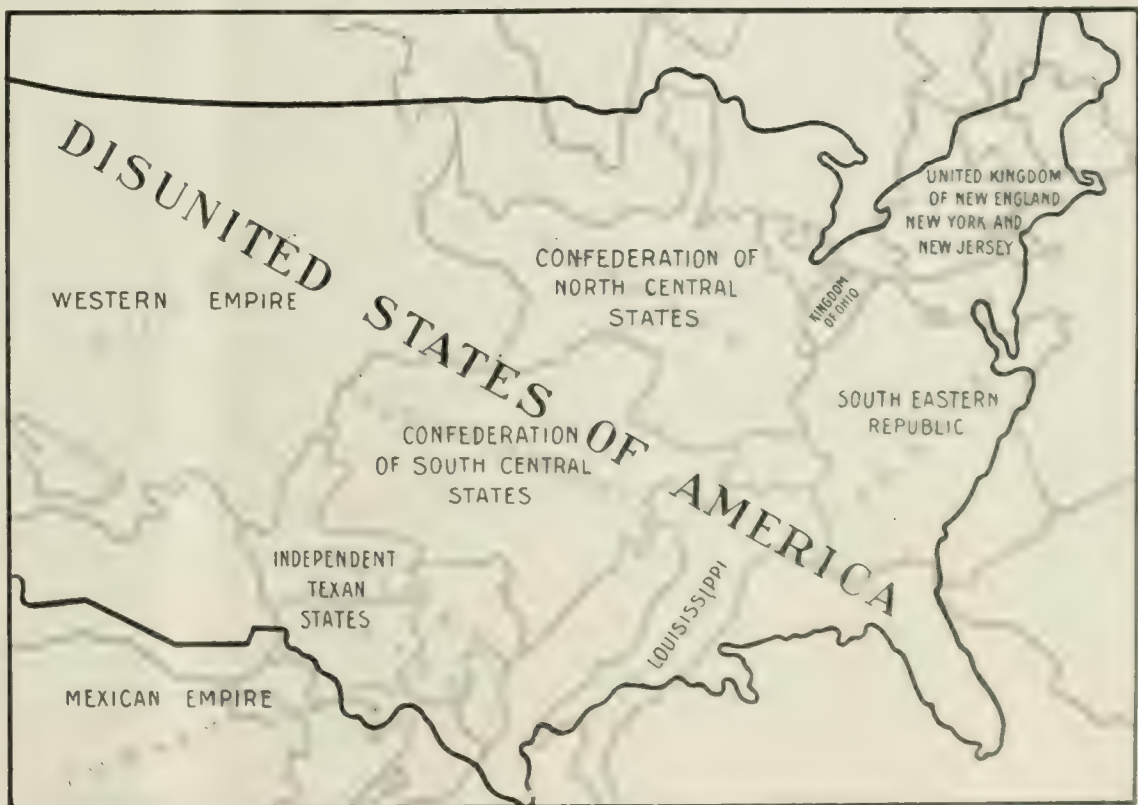 DISUNITED STATES OF AMERICA
UNITED KINGDOM
OF NEW ENGLAND
NEW YORK AND
NEW JERSEY
CONFEDERATION OF
NORTH CENTRAL
STATES
KINGDOM
OF OHIO
WESTERN EMPIRE
SOUTH EASTERN
REPUBLIC
CONFEDERATION
OF SOUTH CENTRAL
STATES
INDEPENDENT
TEXAN
STATES
LOUISISSIPPI
MEXICAN EMPIRE